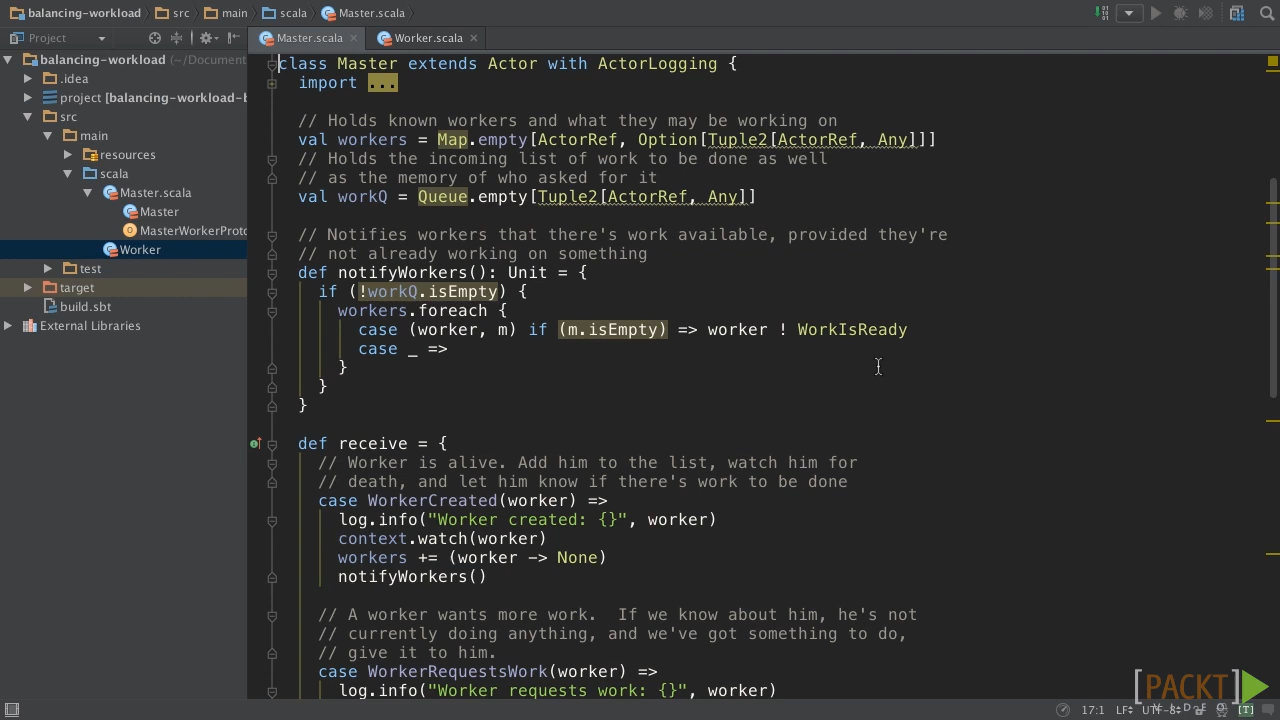 balancing-workload src main scala Master.scala
Project
Master.scala Worker.scala
balancing-workload (~/Document
.idea
project [balancing-workload-b
src
main
resources
scala
Master.scala
Master
MasterWorkerProto
Worker
test
target
build.sbt
External Libraries
class Master extends Actor with ActorLogging {
import ...
// Holds known workers and what they may be working on
val workers = Map.empty[ActorRef, Option[Tuple2[ActorRef, Any]]]
// Holds the incoming list of work to be done as well
// as the memory of who asked for it
val workQ = Queue.empty[Tuple2[ActorRef, Any]]
// Notifies workers that there's work available, provided they're
// not already working on something
def notifyWorkers(): Unit = {
if (!workQ.isEmpty) {
workers.foreach {
case (worker, m) if (m.isEmpty) => worker ! WorkIsReady
case _ =>
}
}
}
def receive = {
// Worker is alive. Add him to the list, watch him for
// death, and let him know if there's work to be done
case WorkerCreated(worker) =>
log.info("Worker created: {}", worker)
context.watch(worker)
workers += (worker -> None)
notifyWorkers()
// A worker wants more work.  If we know about him, he's not
// currently doing anything, and we've got something to do,
// give it to him.
case WorkerRequestsWork(worker) =>
log.info("Worker requests work: {}", worker)
[PACKT]
VIDEO
17:1 LF UTF-8 [T]